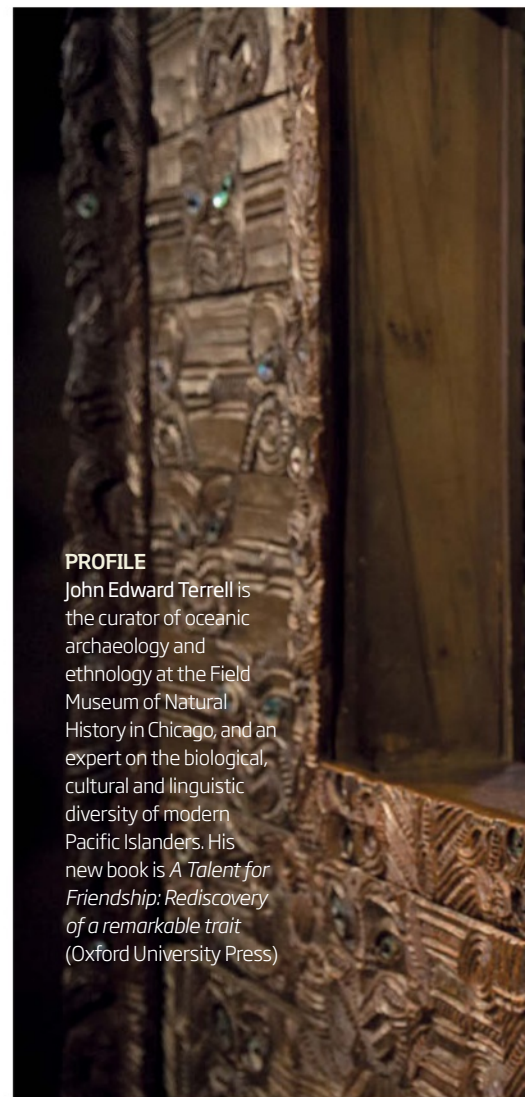 PROFILE
John Edward Terrell is
the curator of oceanic
archaeology and
ethnology at the Field
Museum of Natural
History in Chicago, and an
expert on the biological,
cultural and linguistic
diversity of modern
Pacific Islanders. His
new book is A Talent for
Friendship: Rediscovery
of a remarkable trait
(Oxford University Press)